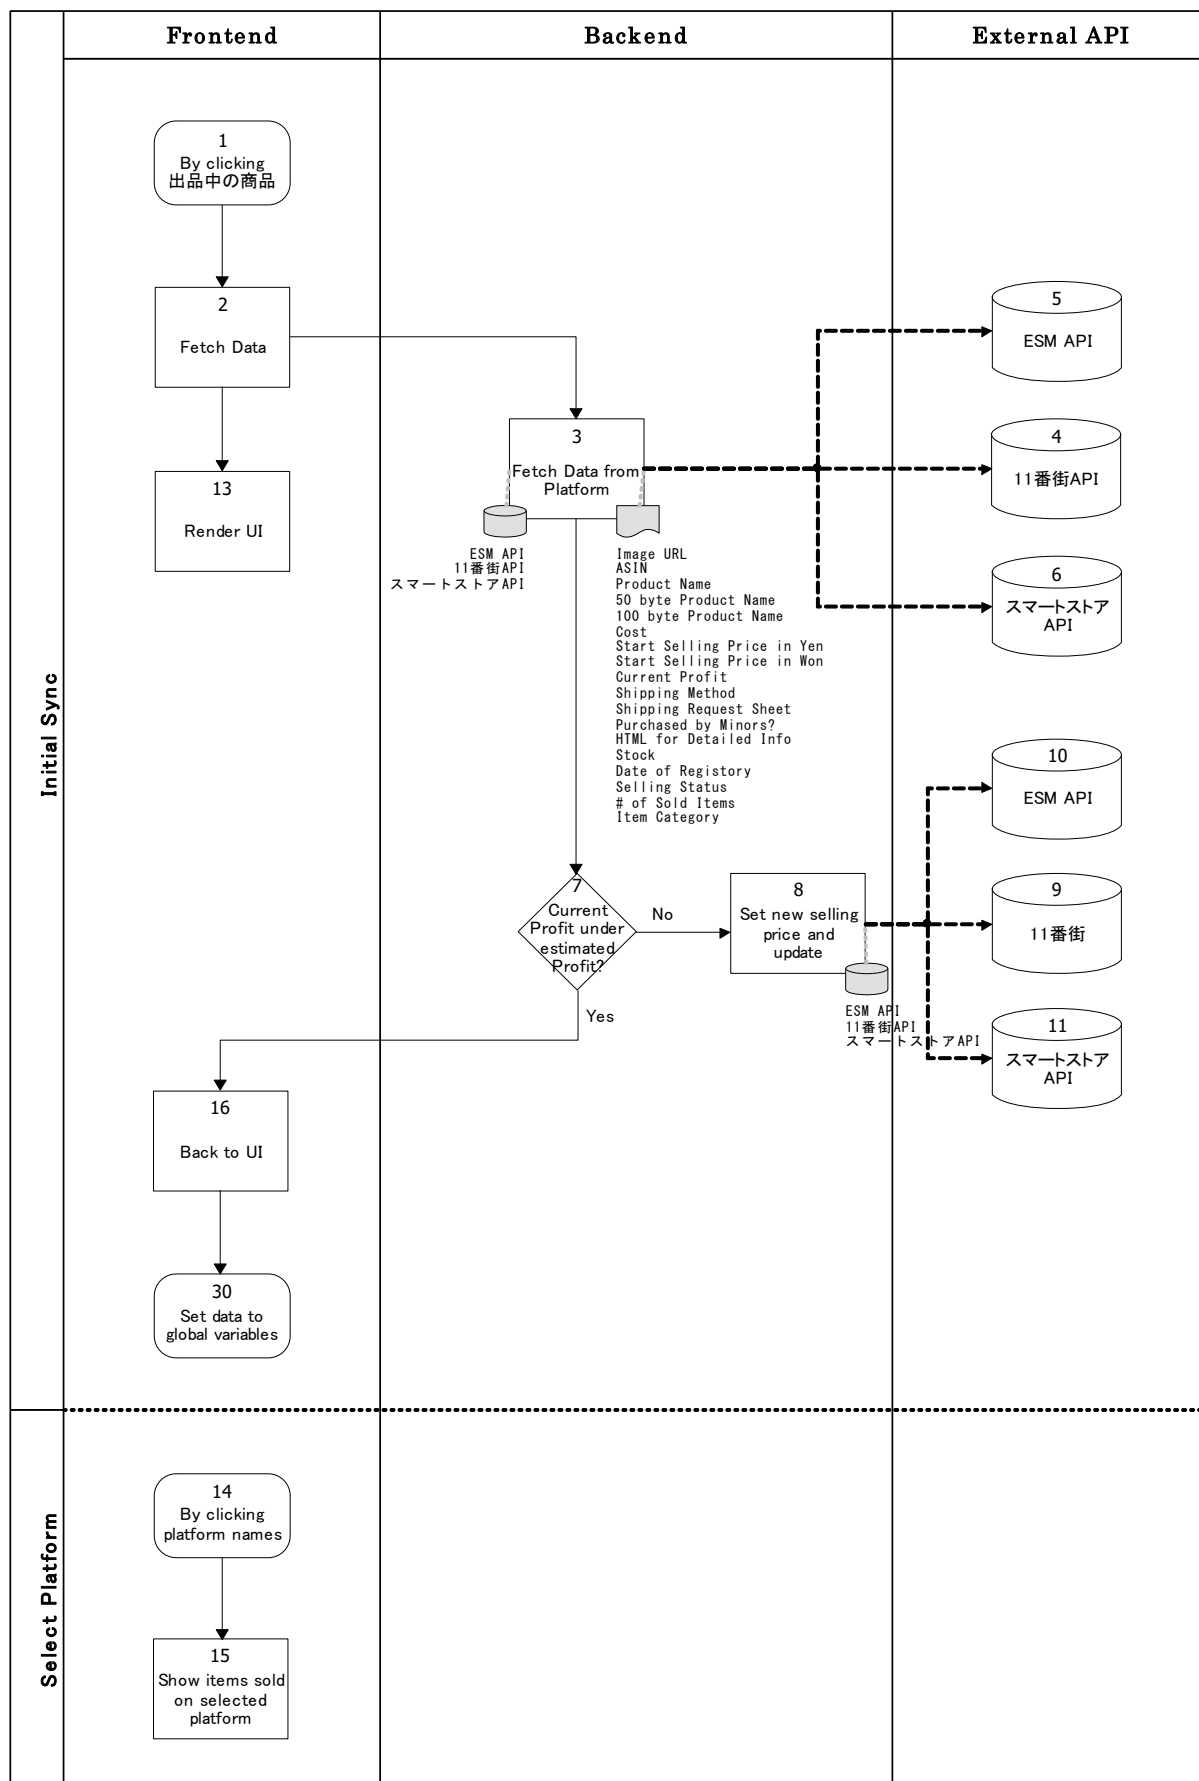 Frontend
Backend
External API
Initial Sync
1
By clicking
出品中の商品
2
Fetch Data
13
Render UI
3
Fetch Data from
Platform
ESM API
11番街API
スマートストアAPI
Image URL
ASIN
Product Name
50 byte Product Name
100 byte Product Name
Cost
Start Selling Price in Yen
Start Selling Price in Won
Current Profit
Shipping Method
Shipping Request Sheet
Purchased by Minors?
HTML for Detailed Info
Stock
Date of Registory
Selling Status
# of Sold Items
Item Category
5
ESM API
4
11番街API
6
スマートストア
API
7
Current
Profit under
estimated
Profit?
No
Yes
8
Set new selling
price and
update
ESM API
11番街API
スマートストアAPI
10
ESM API
9
11番街
11
スマートストア
API
16
Back to UI
30
Set data to
global variables
Select Platform
14
By clicking
platform names
15
Show items sold
on selected
platform